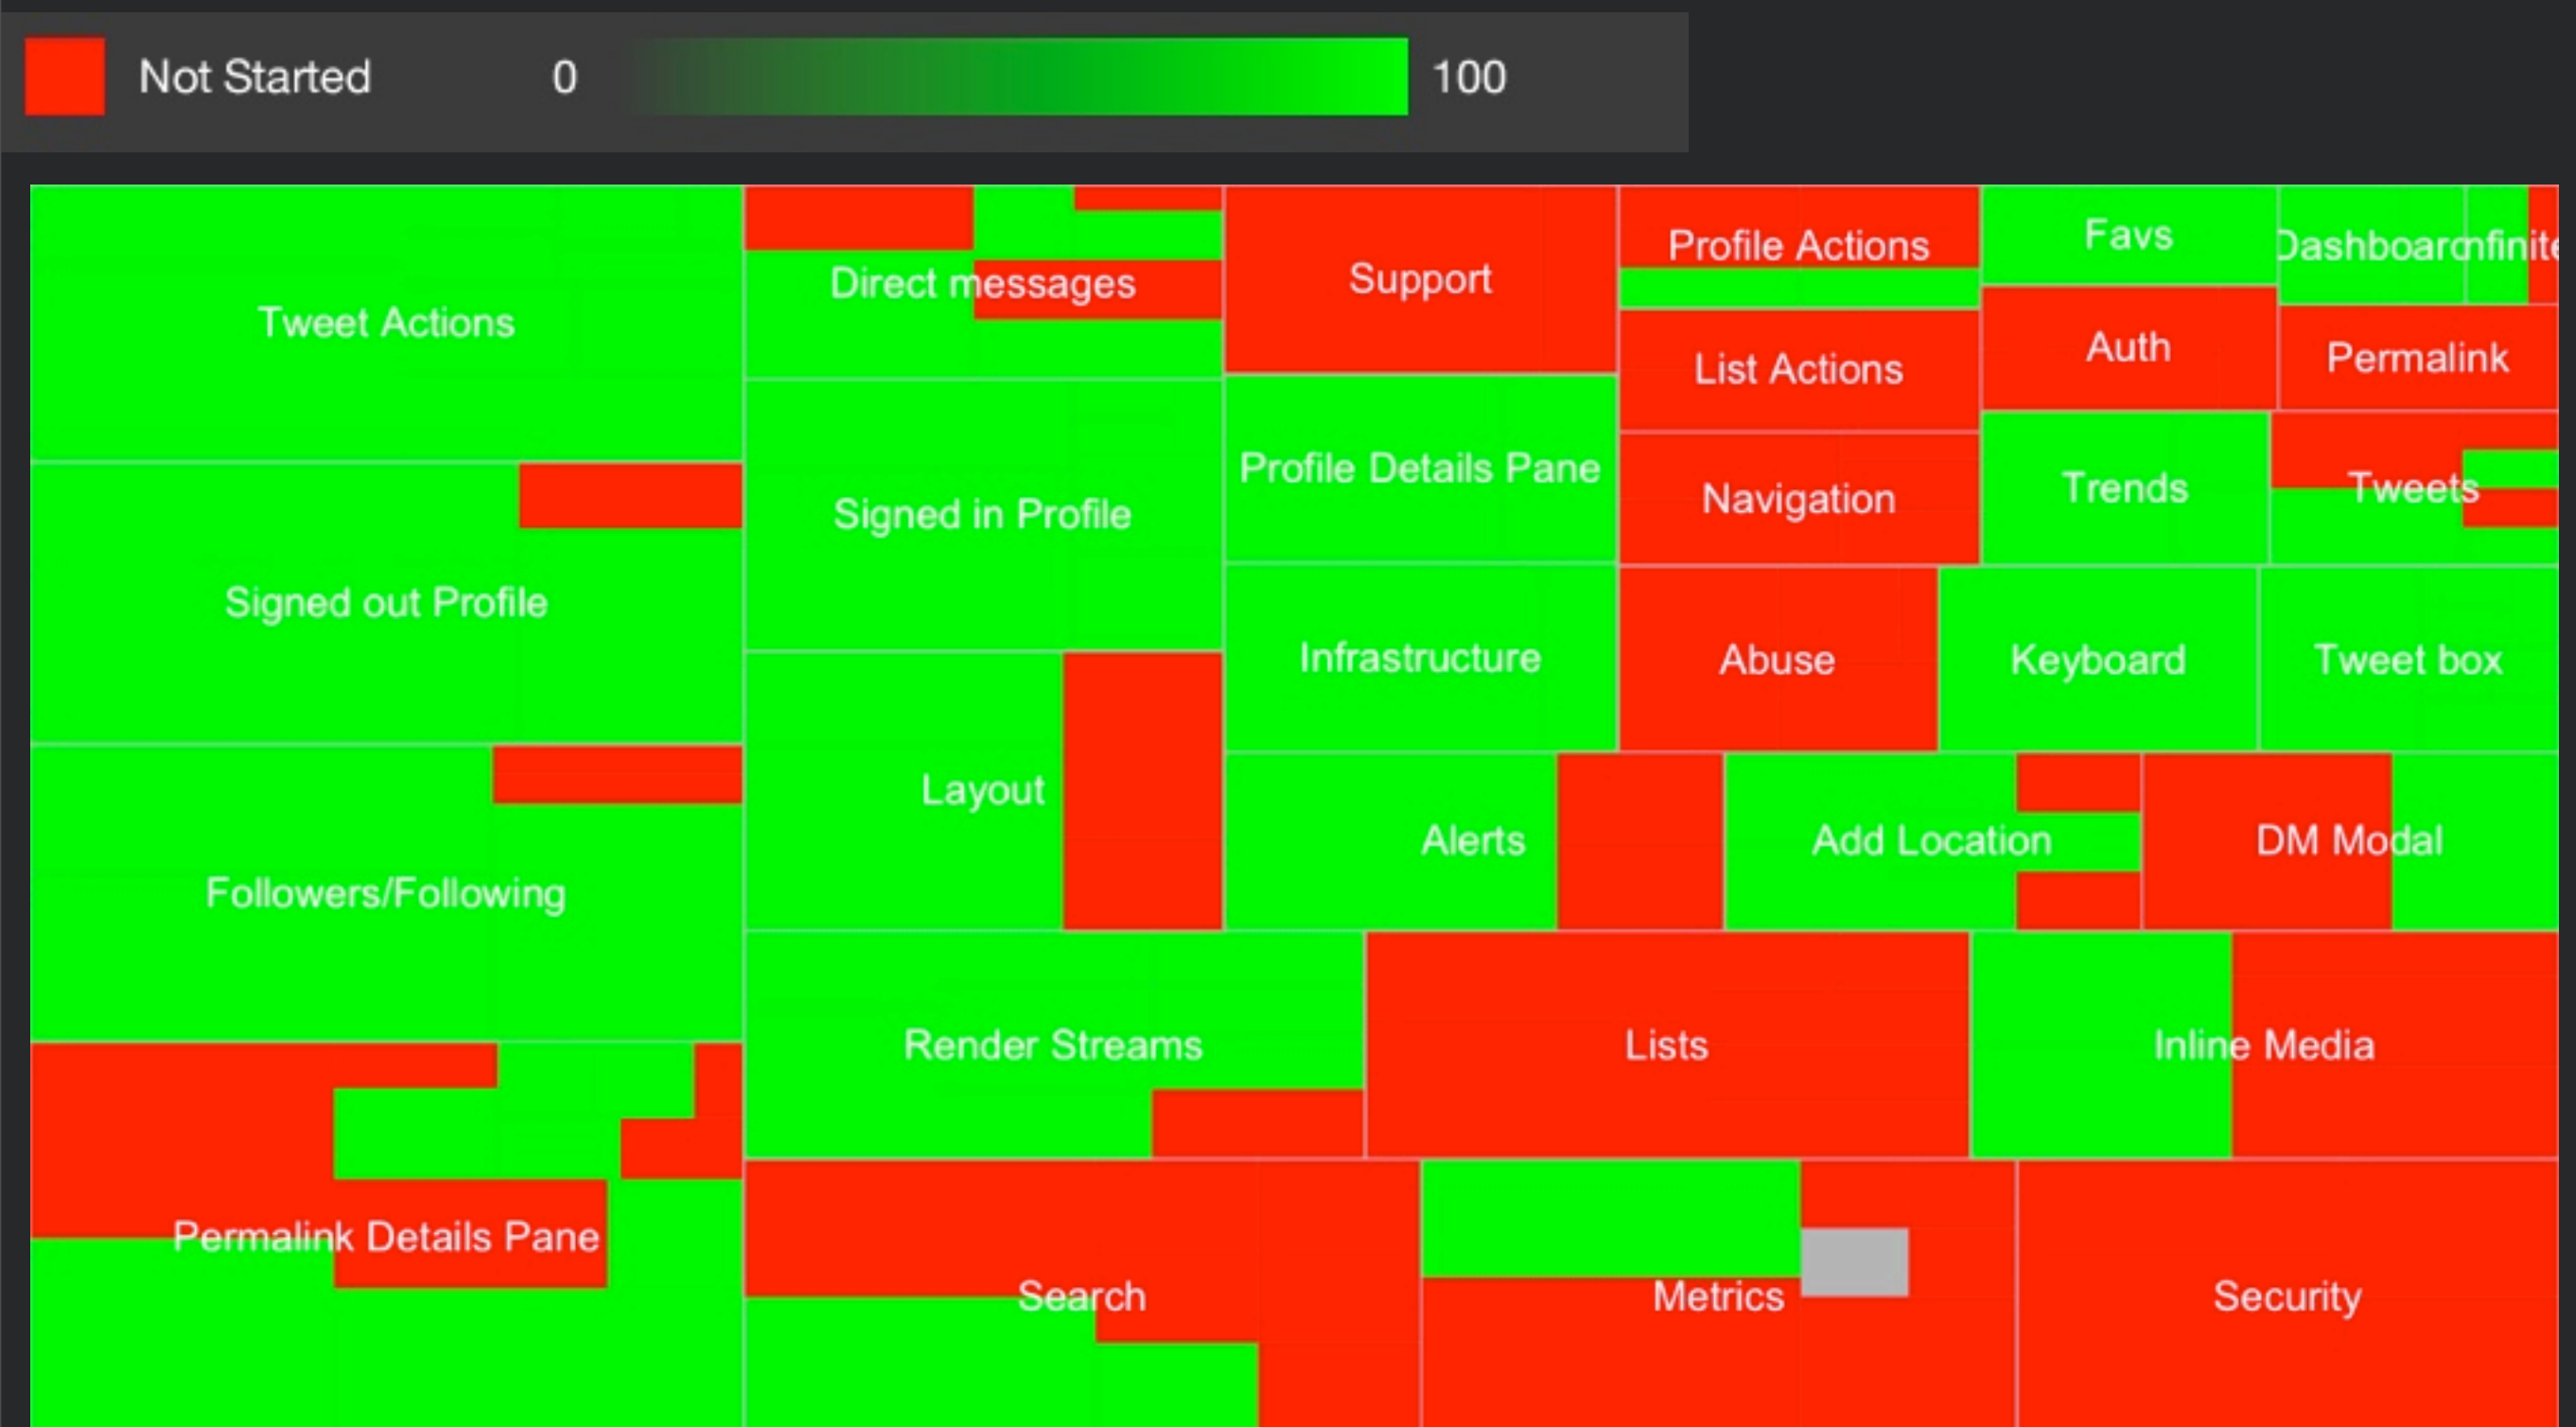 Not Started 0 100
Tweet Actions
Direct messages
Support
Profile Actions
Favs
Dashboard
nfinite
List Actions
Auth
Permalink
Signed out Profile
Signed in Profile
Profile Details Pane
Navigation
Trends
Tweets
Infrastructure
Abuse
Keyboard
Tweet box
Followers/Following
Layout
Alerts
Add Location
DM Modal
Render Streams
Lists
Inline Media
Permalink Details Pane
Search
Metrics
Security